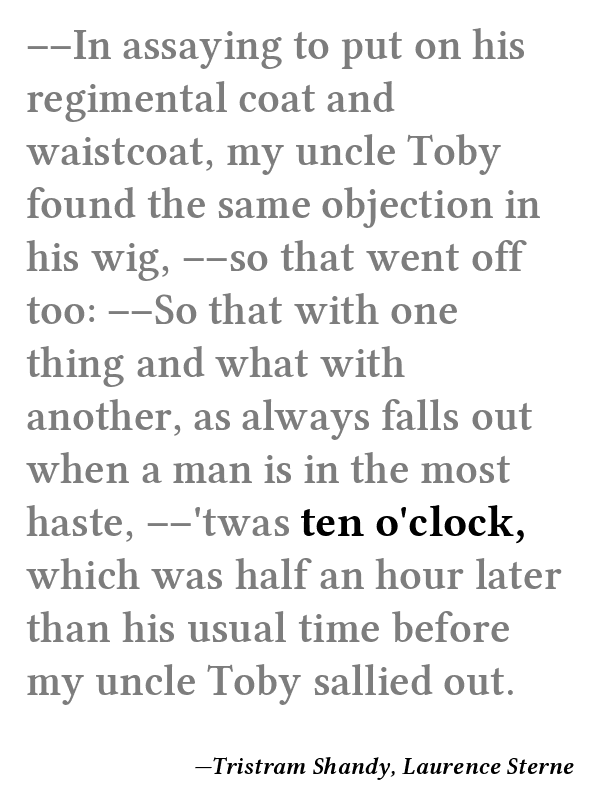 −−In assaying to put on his
regimental coat and
waistcoat, my uncle Toby
found the same objection in
his wig, −−so that went off
too: −−So that with one
thing and what with
another, as always falls out
when a man is in the most
haste, −−'twas ten o'clock,
which was half an hour later
than his usual time before
my uncle Toby sallied out.
—Tristram Shandy, Laurence Sterne